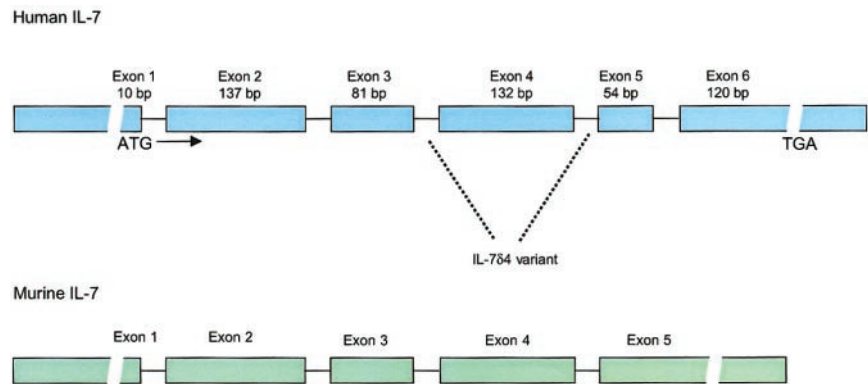 Human IL-7
Exon 1 Exon 2 Exon 3 Exon 4 Exon 5 Exon 6
10 bp 137 bp 81 bp 132 bp 54 bp 120 bp
ATG TGA
IL-7δ4 variant
Murine IL-7
Exon 1 Exon 2 Exon 3 Exon 4 Exon 5